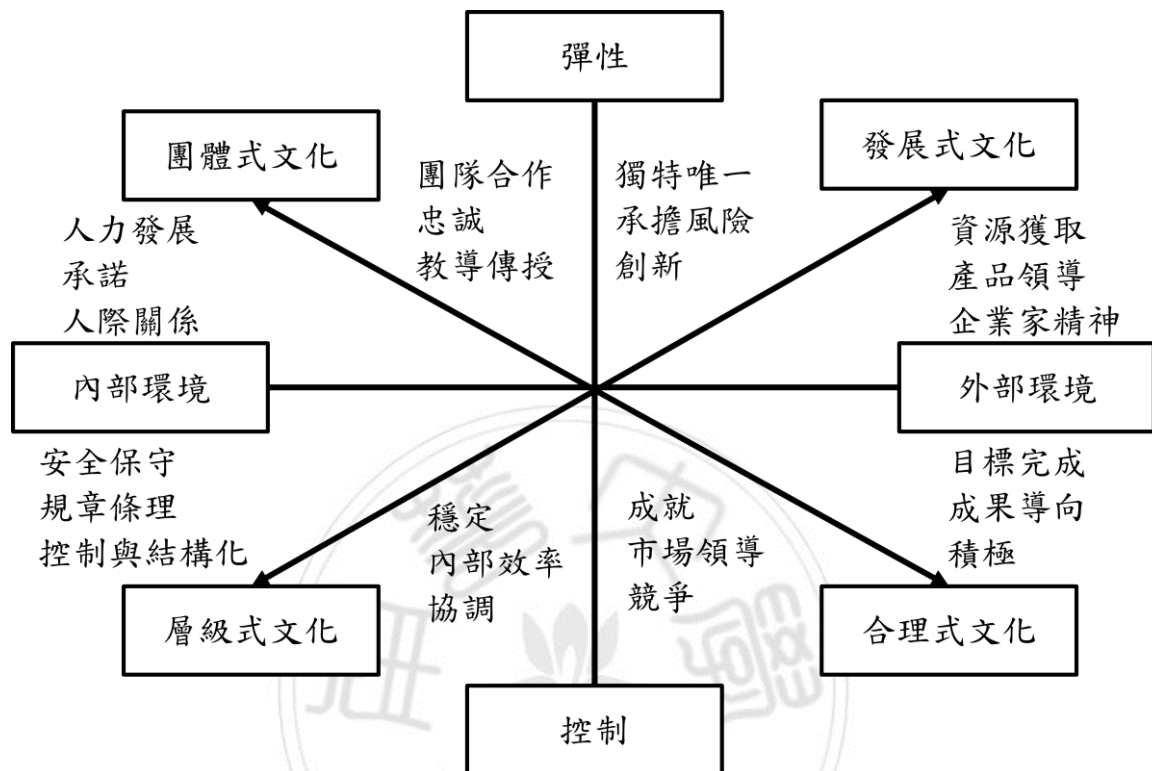 彈性
團體式文化
發展式文化
團隊合作
忠誠
教導傳授
獨特唯一
承擔風險
創新
人力發展
承諾
人際關係
資源獲取
產品領導
企業家精神
內部環境
外部環境
安全保守
規章條理
控制與結構化
穩定
內部效率
協調
成就
市場領導
競爭
目標完成
成果導向
積極
層級式文化
合理式文化
控制